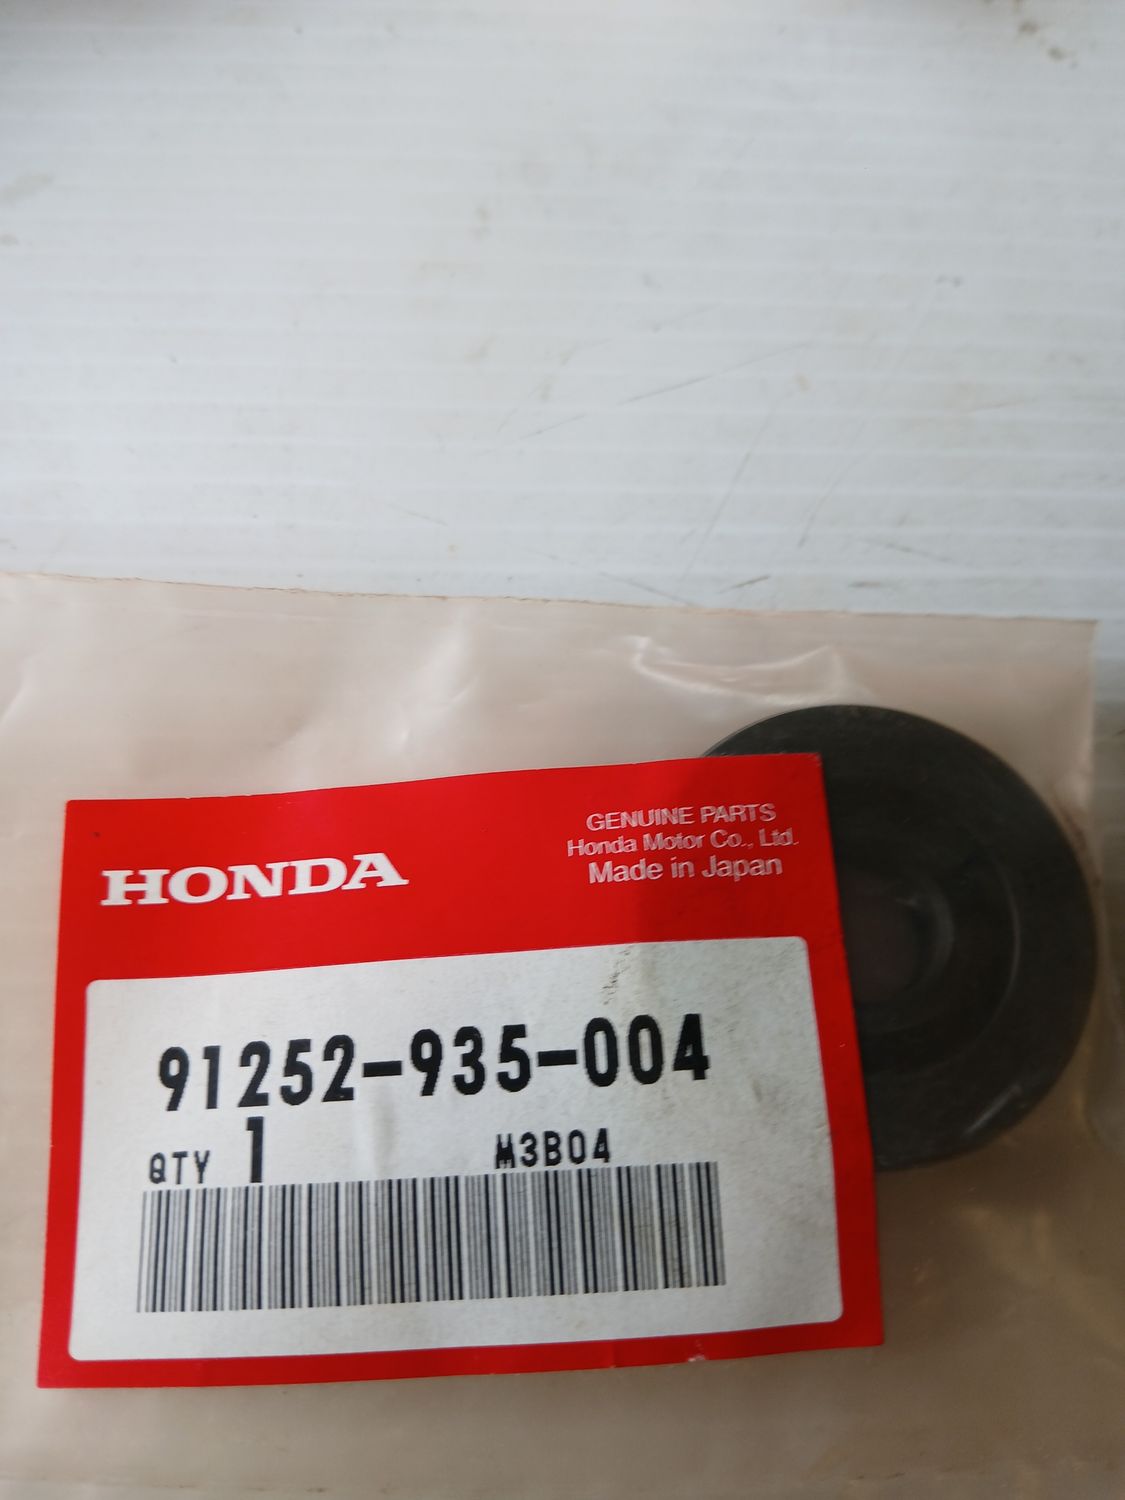 HONDA
GENUINE PARTS
Honda Motor Co., Ltd.
Made in Japan
91252-935-004
QTY 1 M3B04